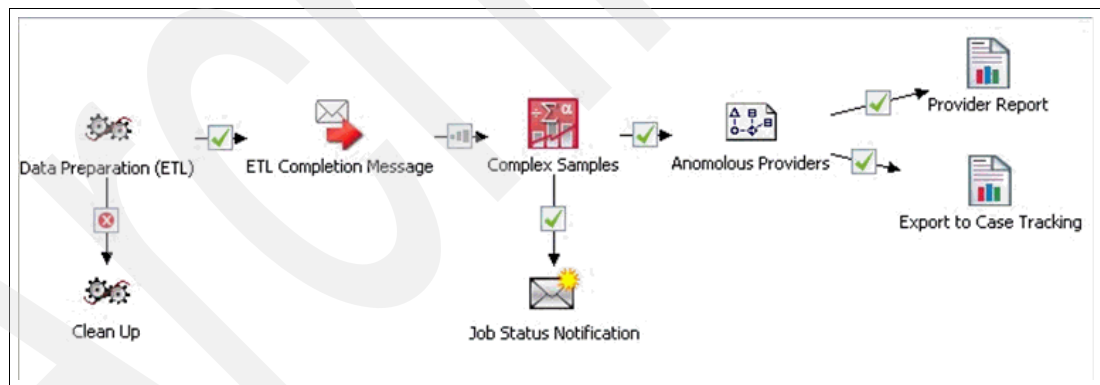 Provider Report
Data Preparation (ETL)
ETL Completion Message
Complex Samples
Anomolous Providers
Export to Case Tracking
Clean Up
Job Status Notification